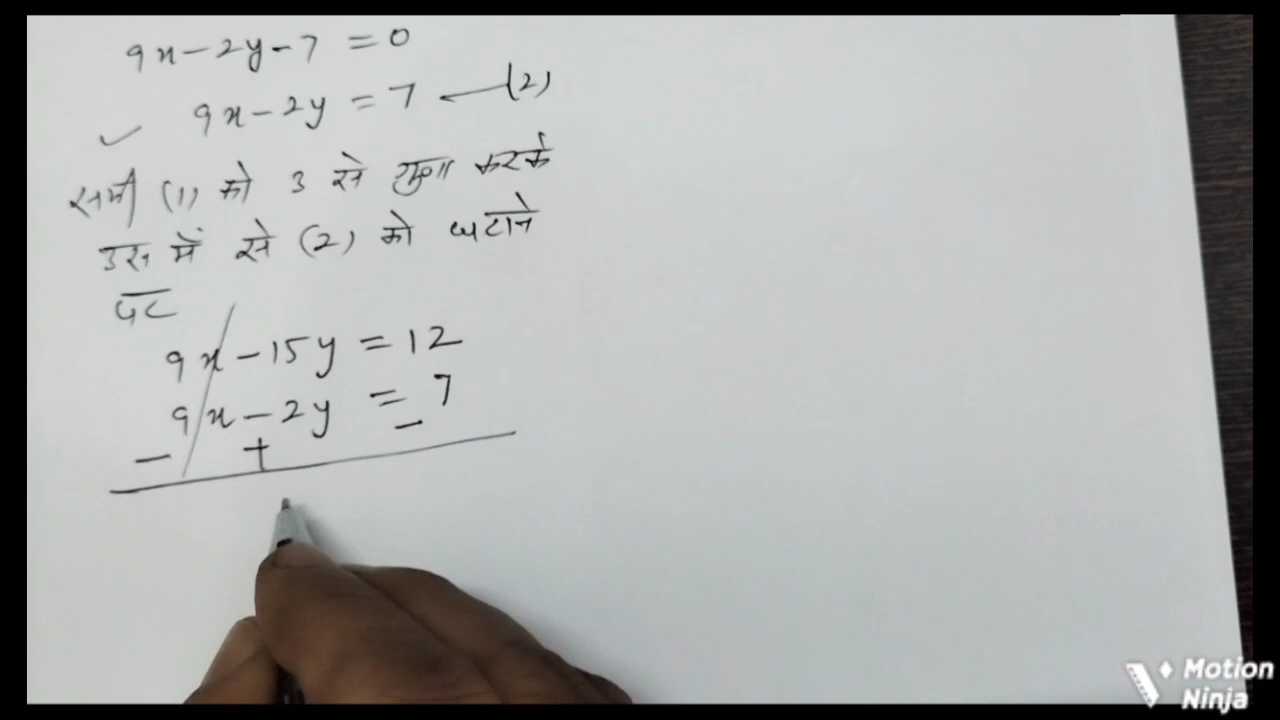 9x-2y-7 = 0
9x-2y = 7 (2)
समी (1) को 3 से गुणा करके
उस में से (2) को घटाने
पर
9x-15y = 12
9x-2y = 7
- + -
Motion
Ninja